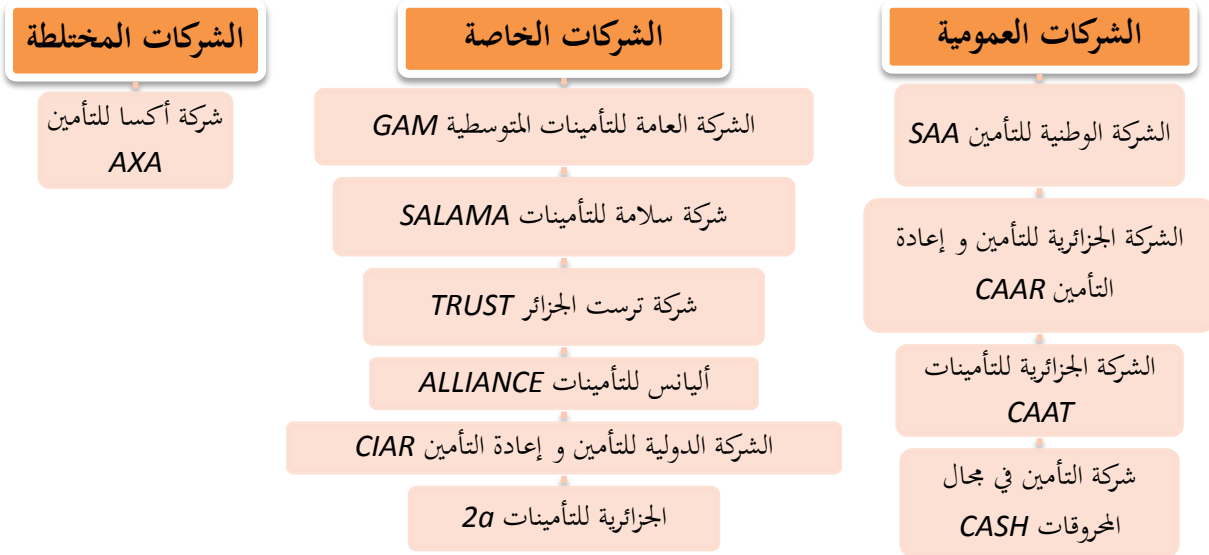 الشركات العمومية
الشركة الوطنية للتأمين SAA
الشركة الجزائرية للتأمين و إعادة
التأمين CAAR
الشركة الجزائرية للتأمينات
CAAT
شركة التأمين في مجال
المحروقات CASH
الشركات الخاصة
الشركة العامة للتأمينات المتوسطية GAM
شركة سلامة للتأمينات SALAMA
شركة ترست الجزائر TRUST
أليانس للتأمينات ALLIANCE
الشركة الدولية للتأمين و إعادة التأمين CIAR
الجزائرية للتأمينات 2a
الشركات المختلطة
شركة أكسا للتأمين
AXA